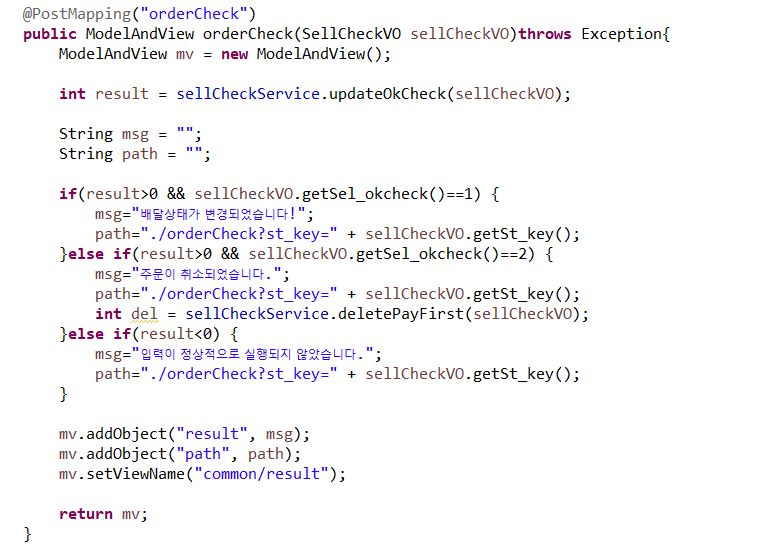 @PostMapping("orderCheck")
public ModelAndView orderCheck(SellCheckVO sellCheckVO)throws Exception{
ModelAndView mv = new ModelAndView();
int result = sellCheckService.updateOkCheck(sellCheckVO);
String msg = "";
String path = "";
if(result>0 && sellCheckVO.getSel_okcheck()==1) {
msg="배달상태가 변경되었습니다!";
path="./orderCheck?st_key=" + sellCheckVO.getSt_key();
}else if(result>0 && sellCheckVO.getSel_okcheck()==2) {
msg="주문이 취소되었습니다.";
path="./orderCheck?st_key=" + sellCheckVO.getSt_key();
int del = sellCheckService.deletePayFirst(sellCheckVO);
}else if(result<0) {
msg="입력이 정상적으로 실행되지 않았습니다.";
path="./orderCheck?st_key=" + sellCheckVO.getSt_key();
}
mv.addObject("result", msg);
mv.addObject("path", path);
mv.setViewName("common/result");
return mv;
}